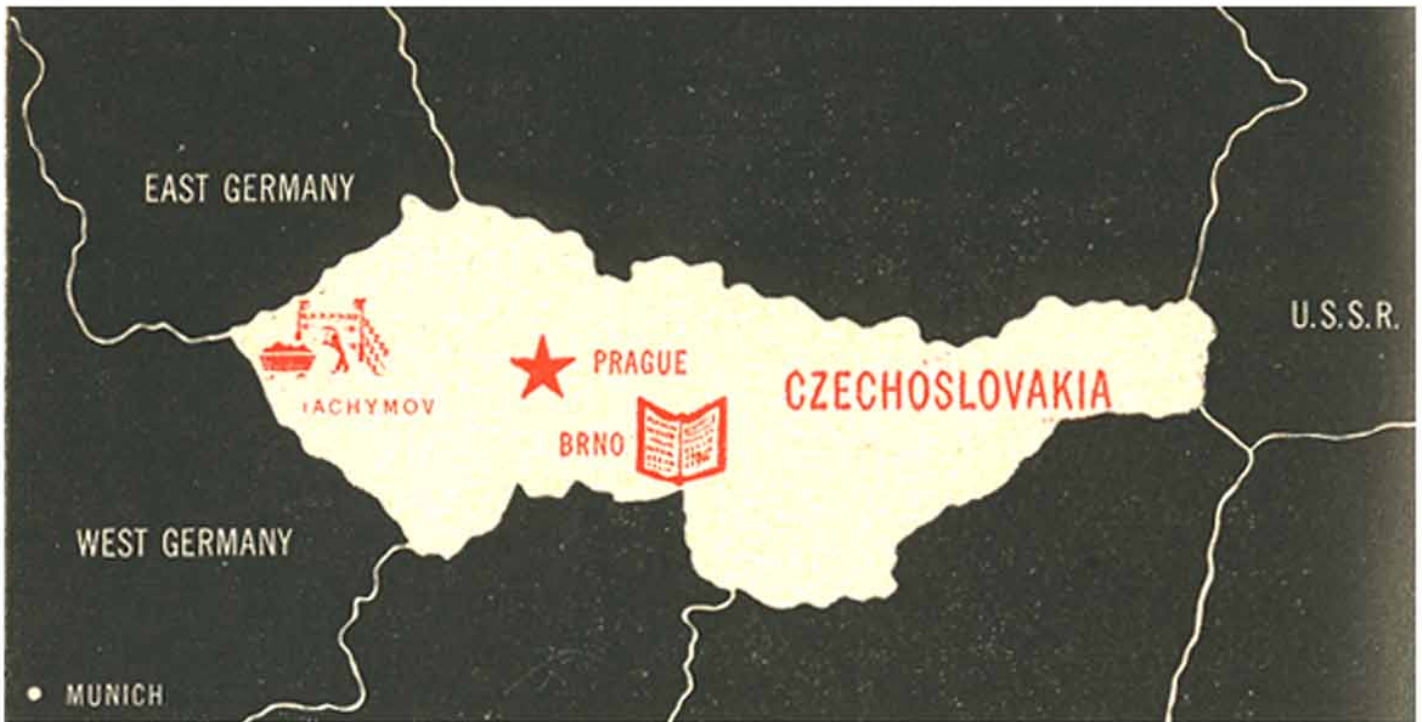 EAST GERMANY
U.S.S.R.
PRAGUE
CZECHOSLOVAKIA
IACHYMOV
BRNO
WEST GERMANY
MUNICH